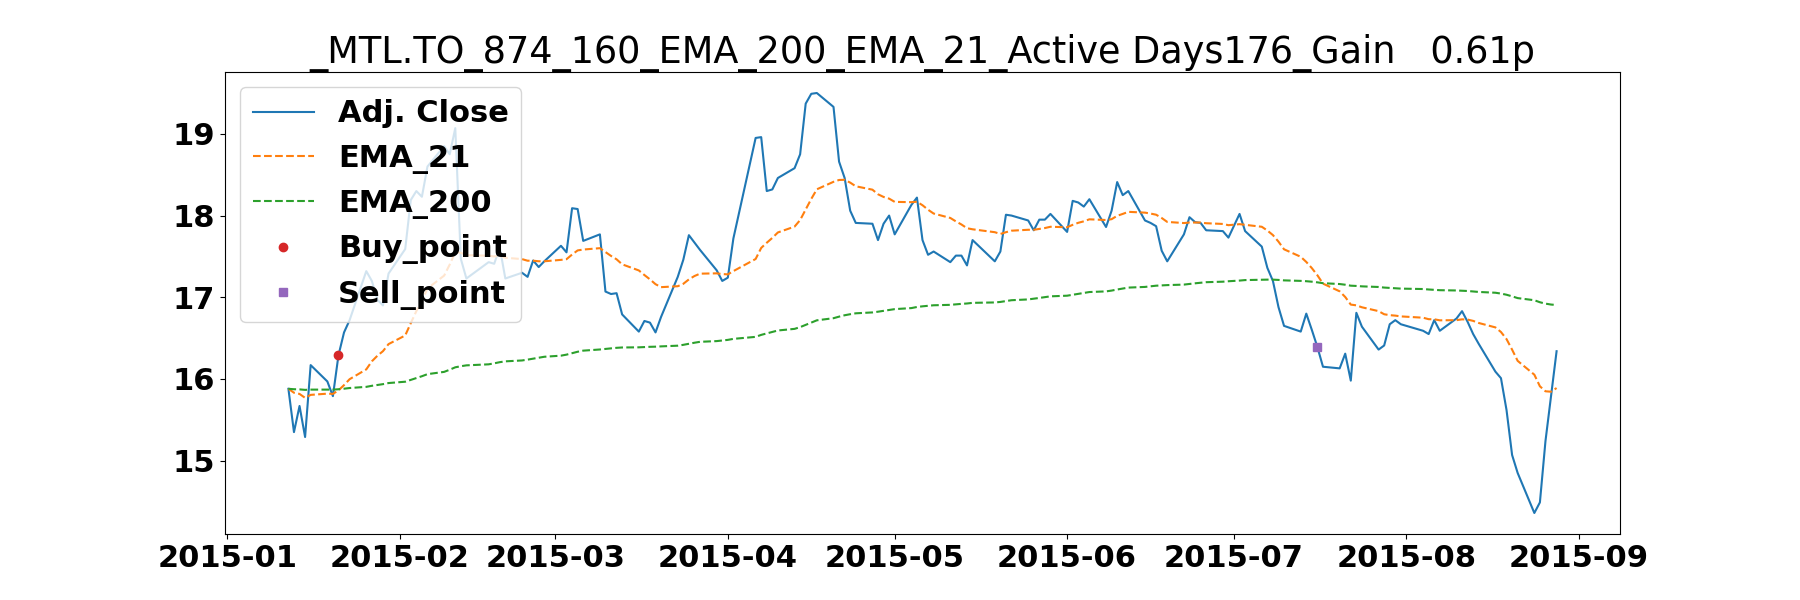 _MTL.TO_874_160_EMA_200_EMA_21_Active Days176_Gain   0.61p
Adj. Close
EMA_21
EMA_200
Buy_point
Sell_point
19
18
17
16
15
2015-01 2015-02 2015-03 2015-04 2015-05 2015-06 2015-07 2015-08 2015-09